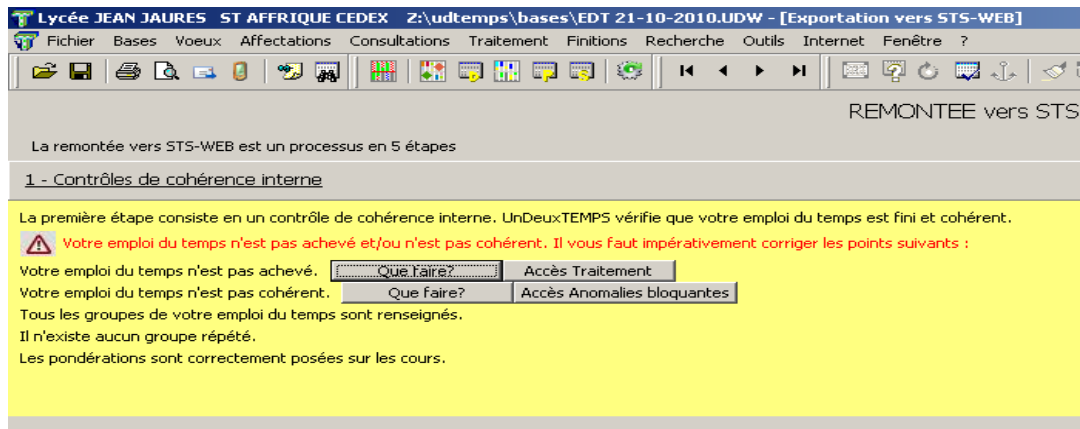 Lycée JEAN JAURES ST AFFRIQUE CEDEX Z:\udtemps\bases\EDT 21-10-2010.UDW - [Exportation vers STS-WEB]
Fichier Bases Voeux Affectations Consultations Traitement Finitions Recherche Outils Internet Fenêtre ?
REMONTEE vers STS
La remontée vers STS-WEB est un processus en 5 étapes
1 - Contrôles de cohérence interne
La première étape consiste en un contrôle de cohérence interne. UnDeuxTEMPS vérifie que votre emploi du temps est fini et cohérent.
Votre emploi du temps n'est pas achevé et/ou n'est pas cohérent. Il vous faut impérativement corriger les points suivants :
Votre emploi du temps n'est pas achevé. Que faire? Accès Traitement
Votre emploi du temps n'est pas cohérent. Que faire? Accès Anomalies bloquantes
Tous les groupes de votre emploi du temps sont renseignés.
Il n'existe aucun groupe répété.
Les pondérations sont correctement posées sur les cours.